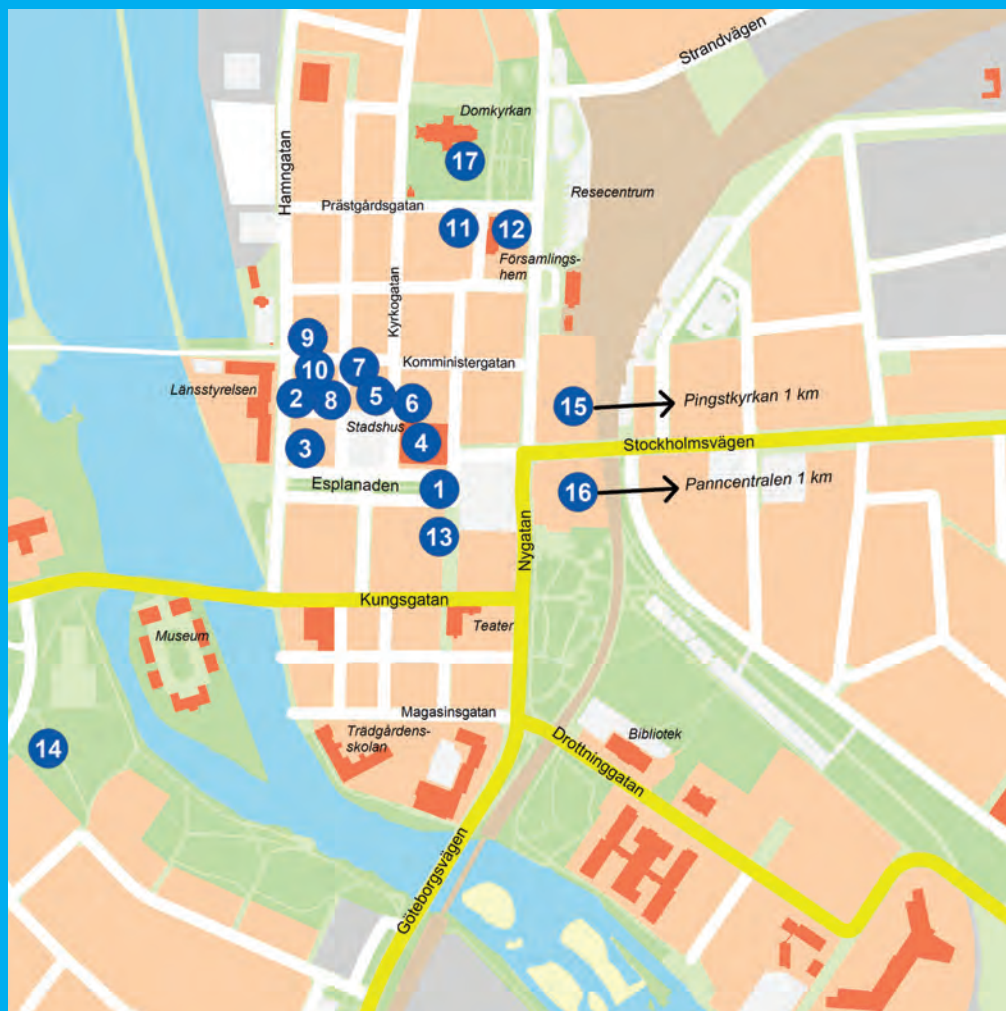 Strandvägen
Domkyrkan
17
Hamngatan
Resecentrum
Prästgårdsgatan
11
12
Församlings-
hem
Kyrkogatan
9
10
7
Komministergatan
Länsstyrelsen
2
8
5
6
15
Pingstkyrkan 1 km
Stadshus
4
3
Stockholmsvägen
Esplanaden
1
16
Panncentralen 1 km
13
Nygatan
Kungsgatan
Teater
Museum
Magasinsgatan
14
Trädgårdens-
skolan
Bibliotek
Drottninggatan
Göteborgsvägen